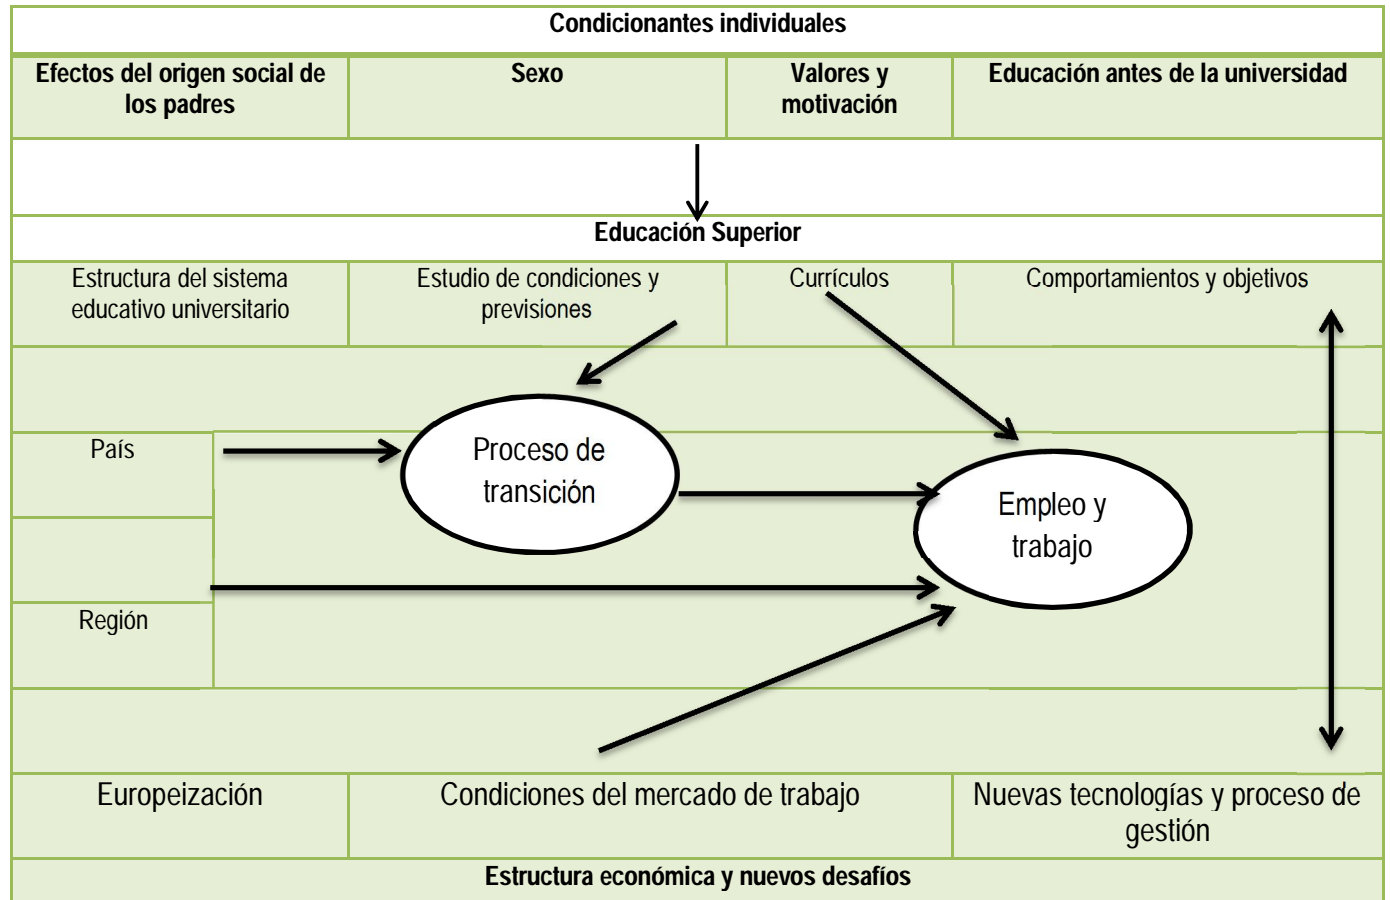 Condicionantes individuales
Efectos del origen social de
los padres
Sexo
Valores y
motivación
Educación antes de la universidad
Educación Superior
Estructura del sistema
educativo universitario
Estudio de condiciones y
previsiones
Currículos
Comportamientos y objetivos
País
Proceso de
transición
Empleo y
trabajo
Región
Europeización
Condiciones del mercado de trabajo
Nuevas tecnologías y proceso de
gestión
Estructura económica y nuevos desafíos